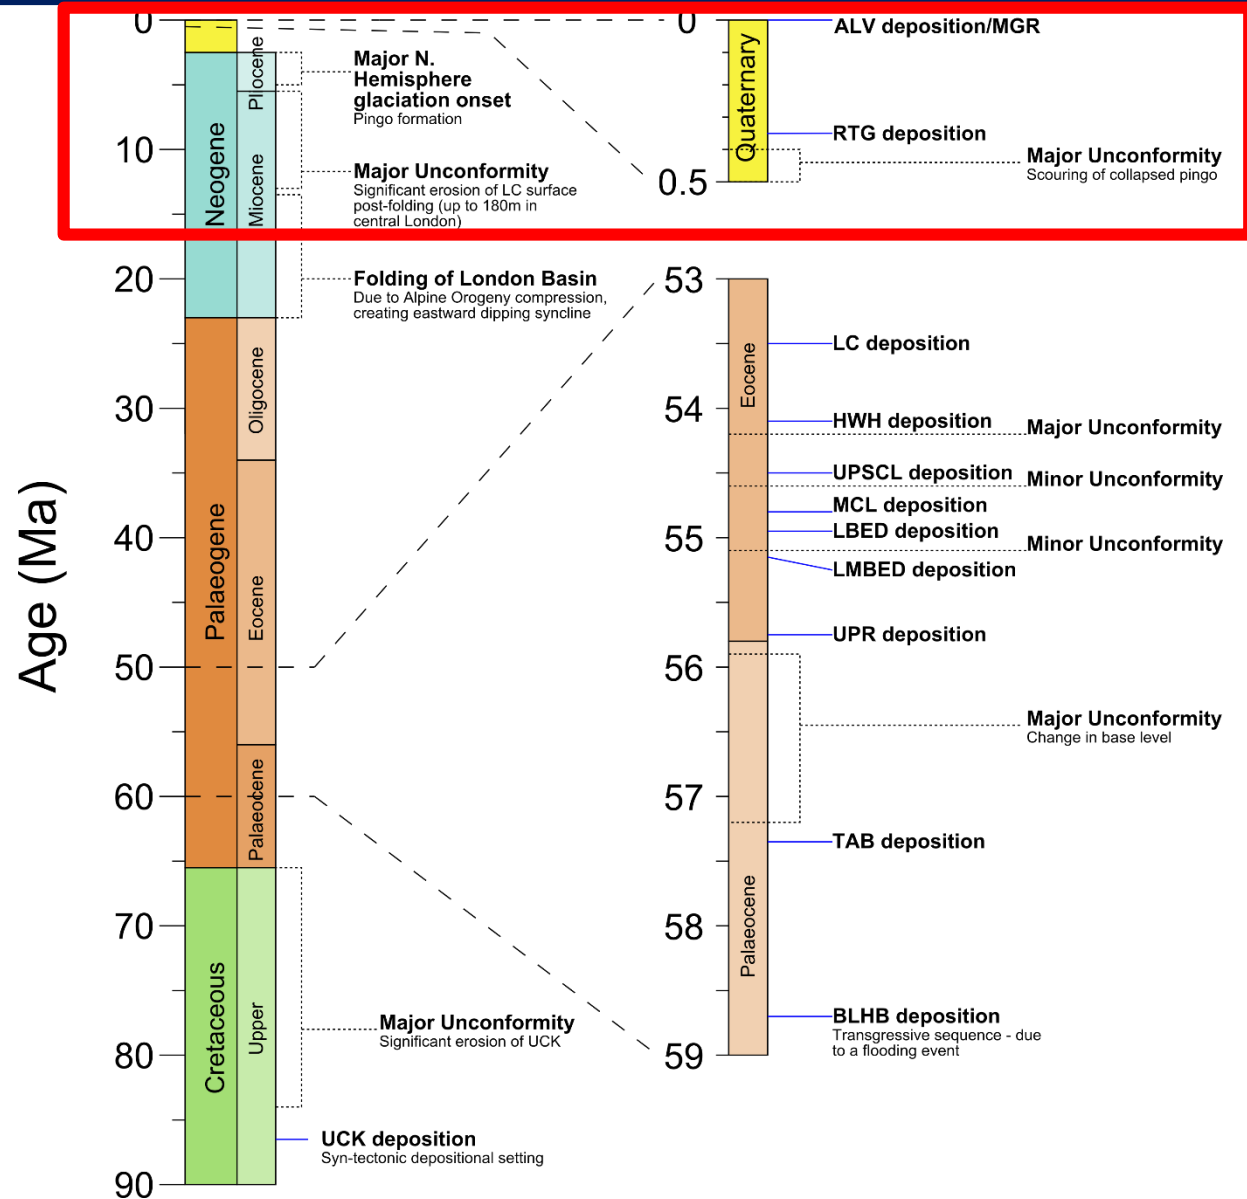 Age (Ma)
0
10
20
30
40
50
60
70
80
90
Neogene
Palaeogene
Cretaceous
Pliocene
Miocene
Oligocene
Eocene
Palaeocene
Upper
Major N.
Hemisphere
glaciation onset
Pingo formation
Major Unconformity
Significant erosion of LC surface
post-folding (up to 180m in
central London)
Folding of London Basin
Due to Alpine Orogeny compression,
creating eastward dipping syncline
Major Unconformity
Significant erosion of UCK
UCK deposition
Syn-tectonic depositional setting
0
0.5
Quaternary
ALV deposition/MGR
RTG deposition
Major Unconformity
Scouring of collapsed pingo
53
54
55
56
57
58
59
Eocene
Palaeocene
LC deposition
HWH deposition
Major Unconformity
UPSCL deposition
Minor Unconformity
MCL deposition
LBED deposition
Minor Unconformity
LMBED deposition
UPR deposition
Major Unconformity
Change in base level
TAB deposition
BLHB deposition
Transgressive sequence - due
to a flooding event